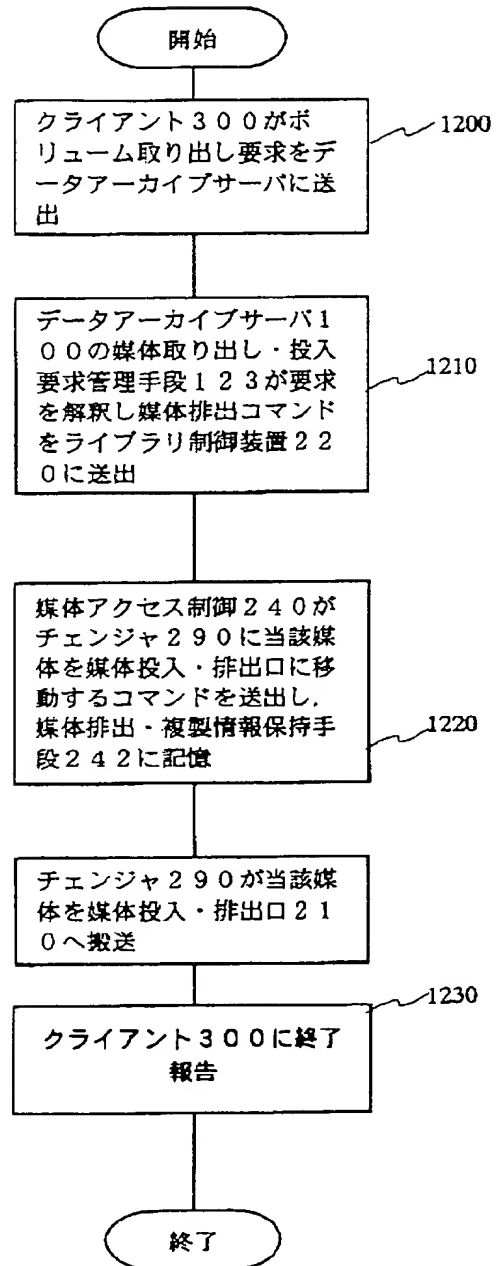 開始
クライアント300がボ
リューム取り出し要求をデ
ータアーカイブサーバに送
出
1200
データアーカイブサーバ1
00の媒体取り出し・投入
要求管理手段123が要求
を解釈し媒体排出コマンド
をライブラリ制御装置22
0に送出
1210
媒体アクセス制御240が
チェンジャ290に当該媒
体を媒体投入・排出口に移
動するコマンドを送出し.
媒体排出・複製情報保持手
段242に記憶
1220
チェンジャ290が当該媒
体を媒体投入・排出口21
0へ搬送
1230
クライアント300に終了
報告
終了